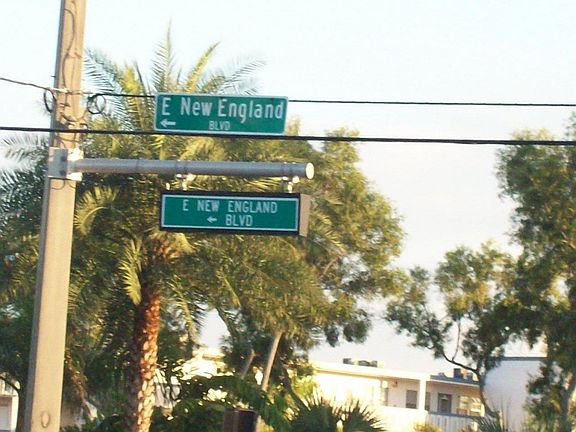 E New England
← BLVD
E NEW ENGLAND
← BLVD